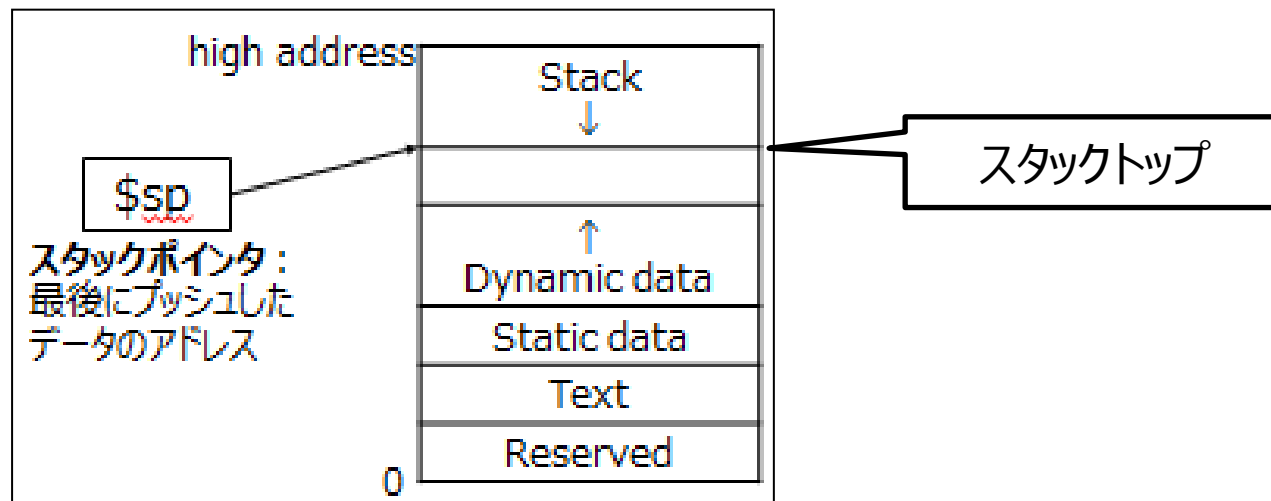 high address
Stack
↓
スタックトップ
$sp
スタックポインタ：
最後にプッシュした
データのアドレス
↑
Dynamic data
Static data
Text
Reserved
0